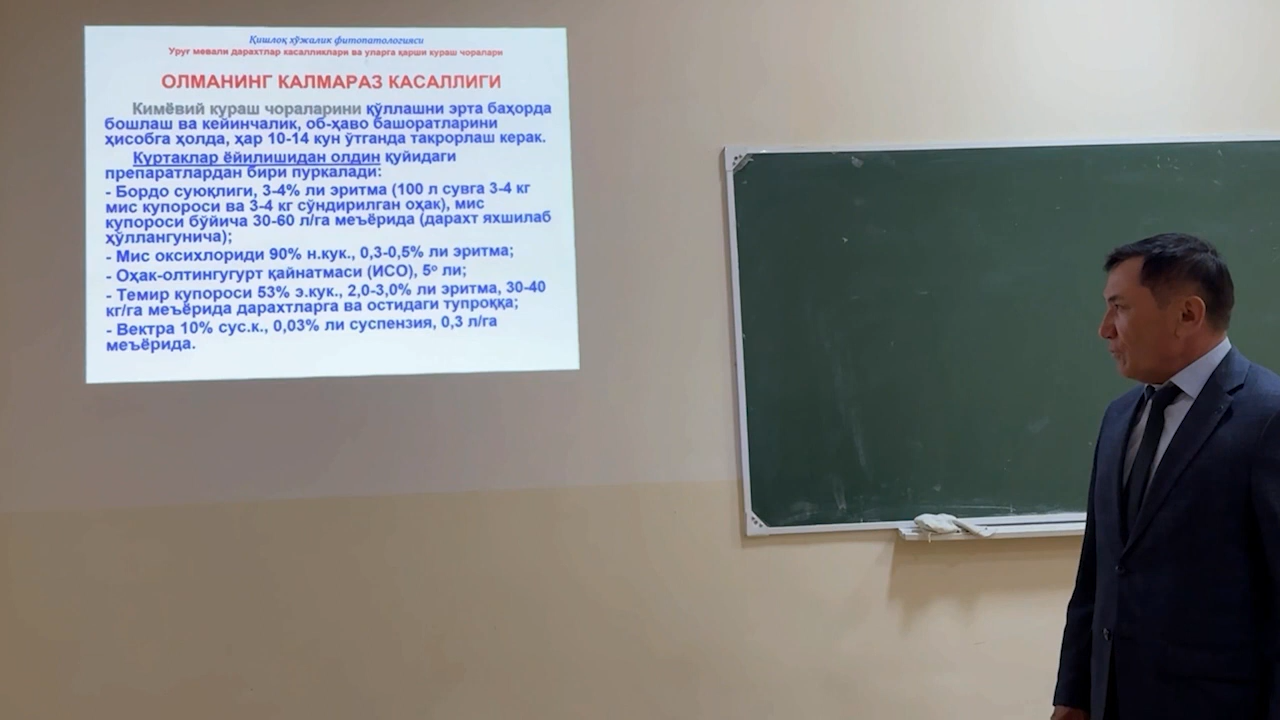 Қишлоқ хўжалик фитопатологияси
Уруғ мевали дарахтлар касалликлари ва уларга қарши кураш чоралари
ОЛМАНИНГ КАЛМАРАЗ КАСАЛЛИГИ
Кимёвий кураш чораларини қўллашни эрта баҳорда
бошлаш ва кейинчалик, об-ҳаво башоратларини
ҳисобга ҳолда, ҳар 10-14 кун ўтганда такрорлаш керак.
Куртаклар ёйилишидан олдин қуйидаги
препаратлардан бири пуркалади:
- Бордо суюқлиги, 3-4% ли эритма (100 л сувга 3-4 кг
мис купороси ва 3-4 кг сўндирилган оҳак), мис
купороси бўйича 30-60 л/га меъёрида (дарахт яхшилаб
ҳўллангунича);
- Мис оксихлориди 90% н.кук., 0,3-0,5% ли эритма;
- Оҳак-олтингугурт қайнатмаси (ИСО), 5º ли;
- Темир купороси 53% э.кук., 2,0-3,0% ли эритма, 30-40
кг/га меъёрида дарахтларга ва остидаги тупроққа;
- Вектра 10% сус.к., 0,03% ли суспензия, 0,3 л/га
меъёрида.